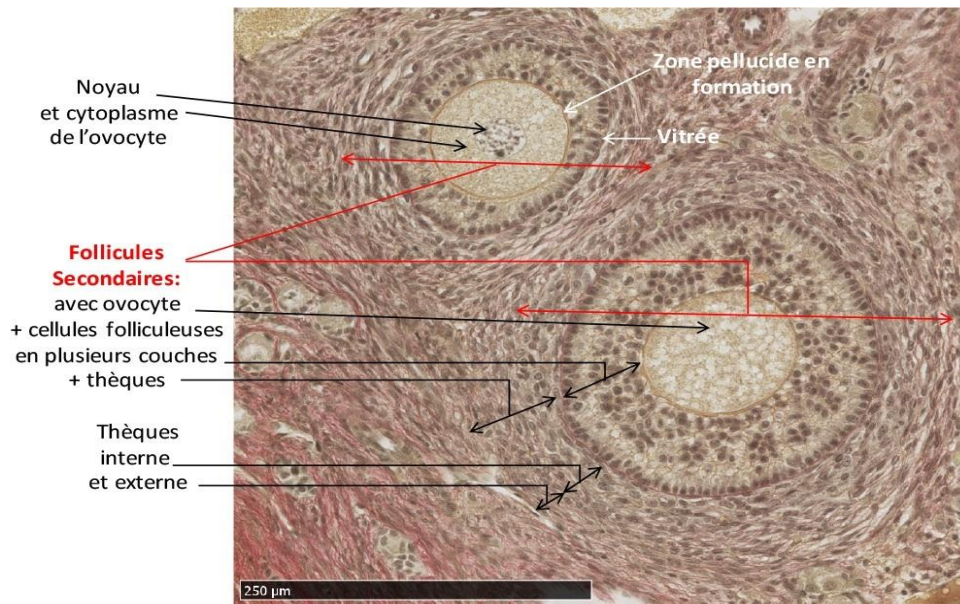 Noyau
et cytoplasme
de l'ovocyte
Zone pellucide en
formation
Vitrée
Follicules
Secondaires:
avec ovocyte
+ cellules folliculeuses
en plusieurs couches
+ thèques
Thèques
interne
et externe
250 µm